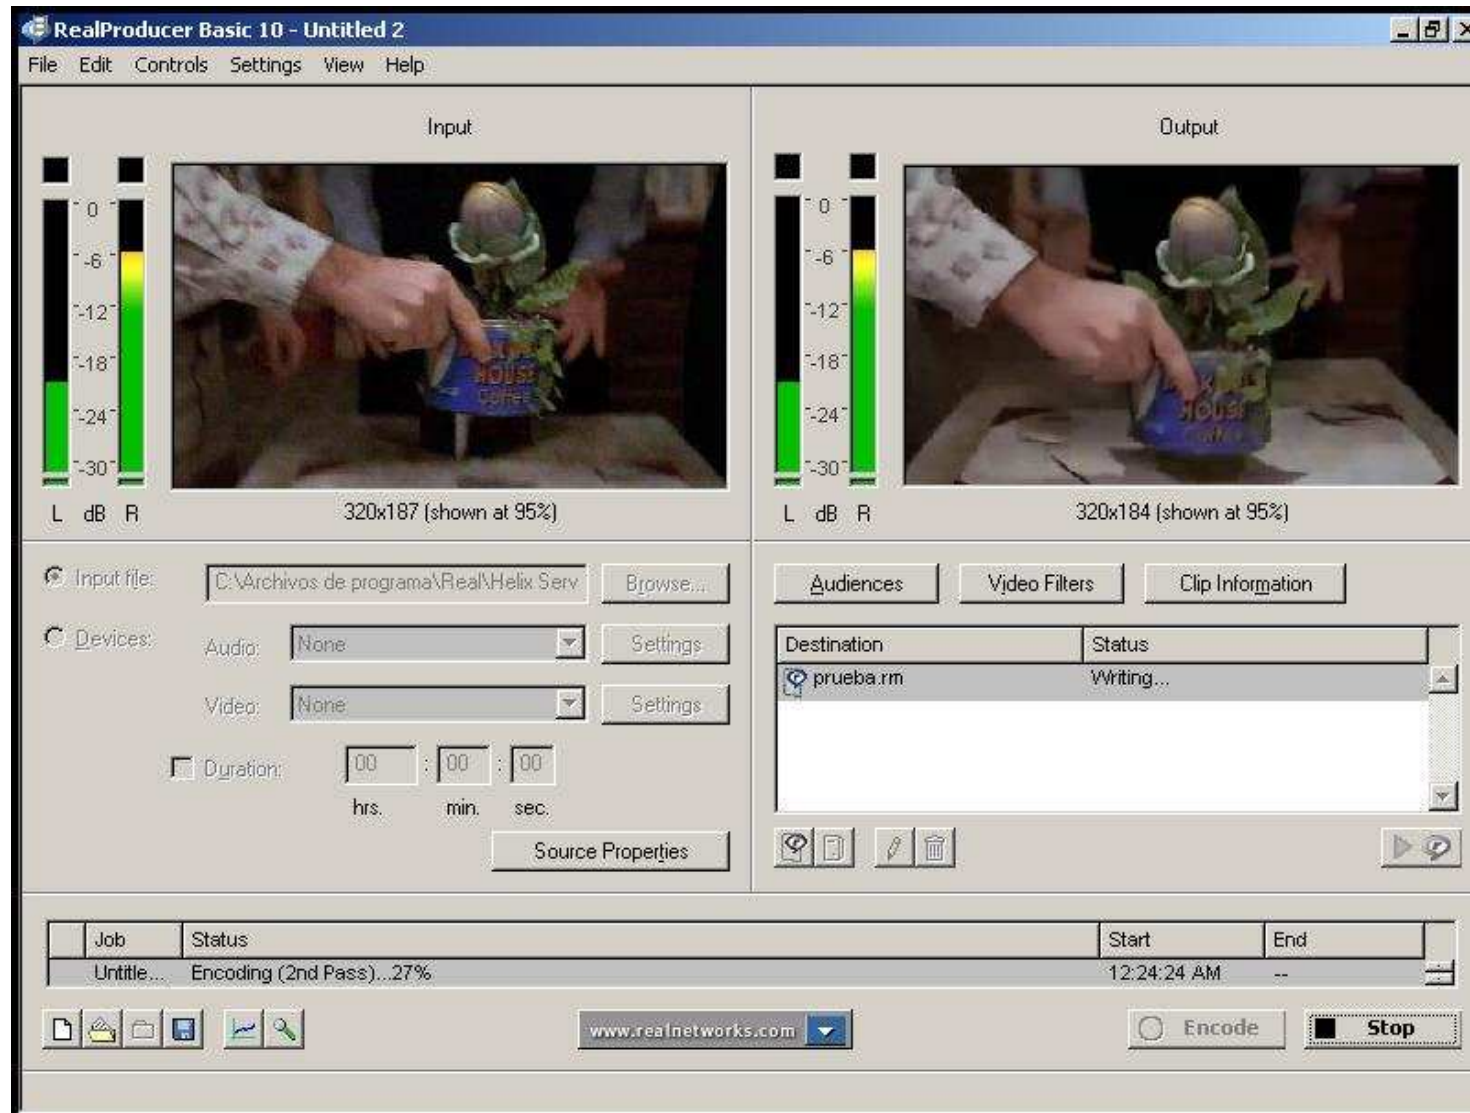 RealProducer Basic 10 - Untitled 2
File Edit Controls Settings View Help
Input
0
-6
-12
-18
-24
-30
L dB R
HOUSE
Coffee
320x187 (shown at 95%)
Output
0
-6
-12
-18
-24
-30
L dB R
HOUSE
Coffee
320x184 (shown at 95%)
Input file: C:\Archivos de programa\Real\Helix Serv Browse...
Devices: Audio: None Settings
Video: None Settings
Duration: 00 : 00 : 00
hrs. min. sec.
Source Properties
Audiences Video Filters Clip Information
Destination Status
prueba.rm Writing...
Job Status Start End
Untitle... Encoding (2nd Pass)...27% 12:24:24 AM --
www.realnetworks.com
Encode Stop